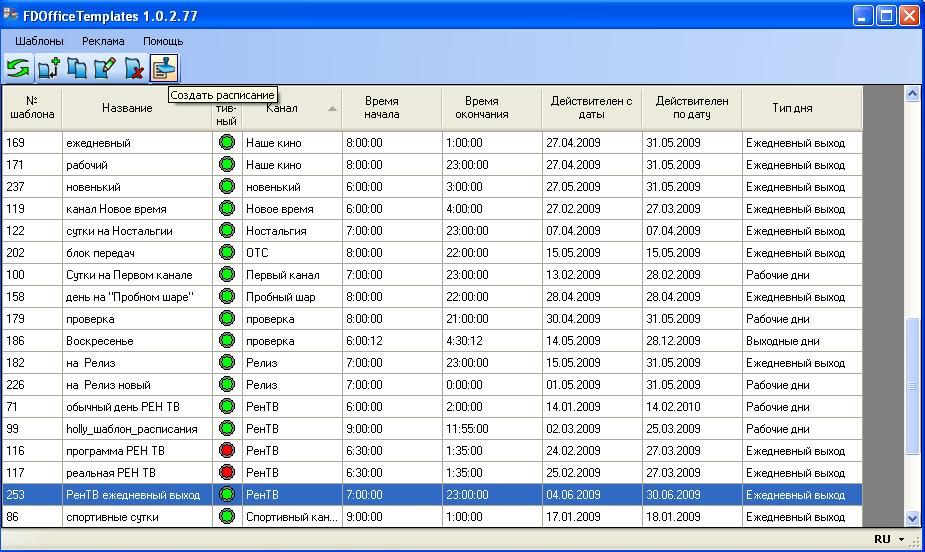 FDOfficeTemplates 1.0.2.77
Шаблоны Реклама Помощь
Создать расписание
№ шаблона Название тив-ный Канал Время начала Время окончания Действителен с даты Действителен по дату Тип дня
169 ежедневный Наше кино 8:00:00 1:00:00 27.04.2009 31.05.2009 Ежедневный выход
171 рабочий Наше кино 8:00:00 23:00:00 27.04.2009 31.05.2009 Ежедневный выход
237 новенький новенький 6:00:00 3:00:00 27.05.2009 31.05.2009 Ежедневный выход
119 канал Новое время Новое время 6:00:00 4:00:00 27.02.2009 27.03.2009 Ежедневный выход
122 сутки на Ностальгии Ностальгия 7:00:00 23:00:00 07.04.2009 07.04.2009 Ежедневный выход
202 блок передач ОТС 8:00:00 22:00:00 15.05.2009 15.05.2009 Ежедневный выход
100 Сутки на Первом канале Первый канал 7:00:00 23:00:00 13.02.2009 28.02.2009 Рабочие дни
158 день на "Пробном шаре" Пробный шар 8:00:00 22:00:00 28.04.2009 28.04.2009 Ежедневный выход
179 проверка проверка 8:00:00 21:00:00 30.04.2009 31.05.2009 Рабочие дни
186 Воскресенье проверка 6:00:12 4:30:12 14.05.2009 28.12.2009 Выходные дни
182 на Релиз Релиз 7:00:00 23:00:00 15.05.2009 31.05.2009 Ежедневный выход
226 на Релиз новый Релиз 7:00:00 0:00:00 01.05.2009 31.05.2009 Рабочие дни
71 обычный день РЕН ТВ РенТВ 6:00:00 2:00:00 14.01.2009 14.02.2010 Рабочие дни
99 holly_шаблон_расписания РенТВ 9:00:00 11:55:00 02.03.2009 25.03.2009 Рабочие дни
116 программа РЕН ТВ РенТВ 6:30:00 1:35:00 24.02.2009 27.03.2009 Ежедневный выход
117 реальная РЕН ТВ РенТВ 6:30:00 1:35:00 25.02.2009 27.03.2009 Ежедневный выход
253 РенТВ ежедневный выход РенТВ 7:00:00 23:00:00 04.06.2009 30.06.2009 Ежедневный выход
86 спортивные сутки Спортивный кан... 9:00:00 1:00:00 17.01.2009 18.01.2009 Ежедневный выход
RU